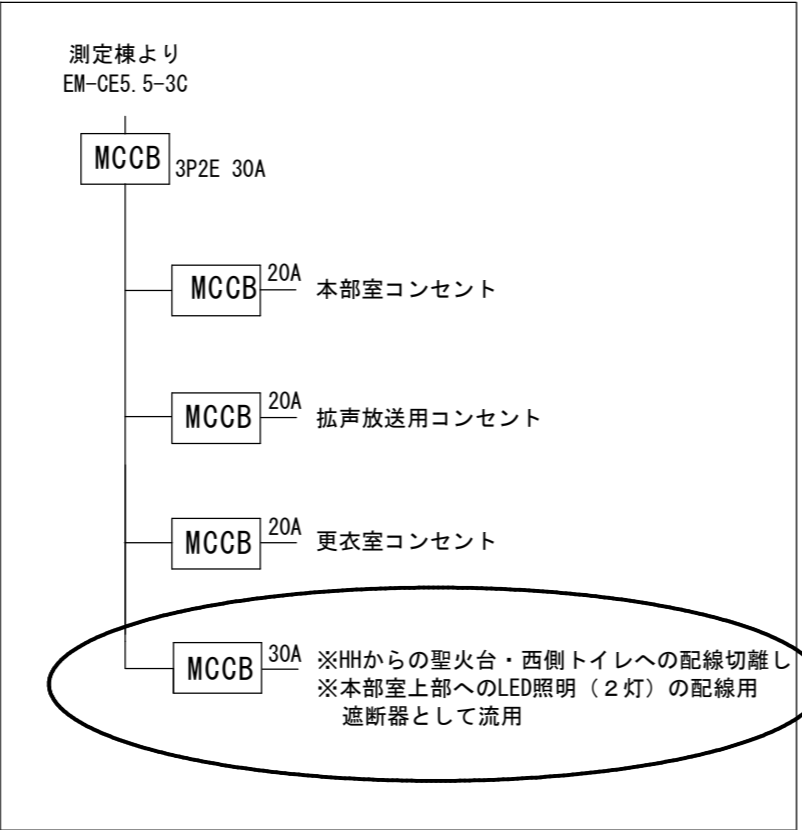 測定棟より
EM-CE5.5-3C
MCCB
3P2E 30A
MCCB
20A
本部室コンセント
MCCB
20A
拡声放送用コンセント
MCCB
20A
更衣室コンセント
MCCB
30A
※HHからの聖火台・西側トイレへの配線切離し
※本部室上部へのLED照明（２灯）の配線用
遮断器として流用